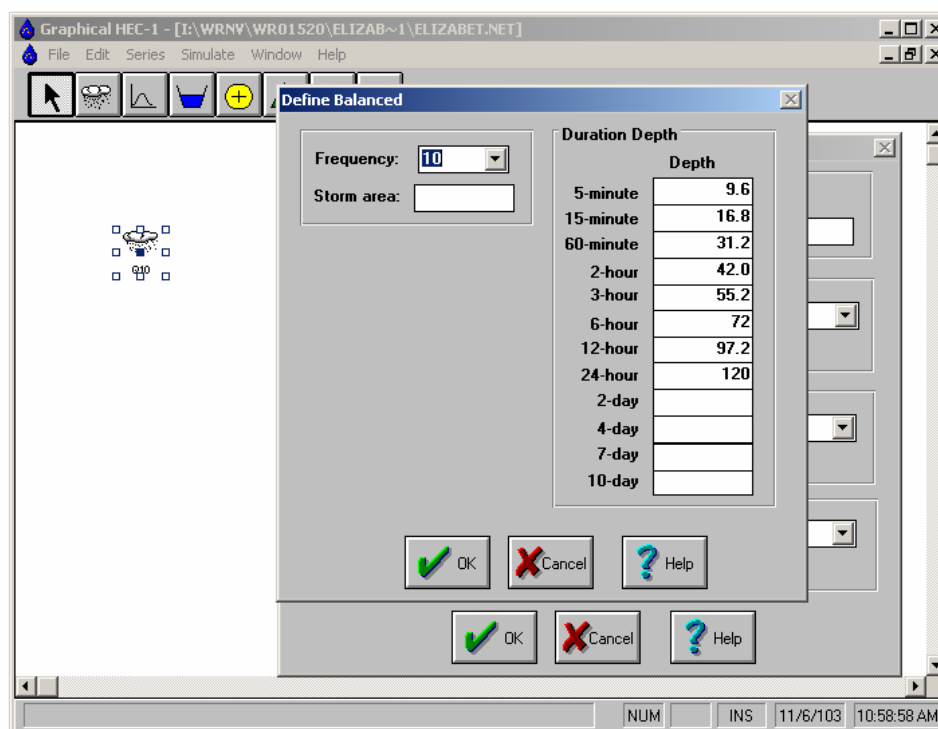 Graphical HEC-1 - [I:\WRNV\WR01520\ELIZAB~1\ELIZABET.NET]
File Edit Series Simulate Window Help
Define Balanced
Frequency: 10
Storm area:
Duration Depth
Depth
5-minute 9.6
15-minute 16.8
60-minute 31.2
2-hour 42.0
3-hour 55.2
6-hour 72
12-hour 97.2
24-hour 120
2-day
4-day
7-day
10-day
Q10
OK Cancel Help
OK Cancel Help
NUM INS 11/6/103 10:58:58 AM